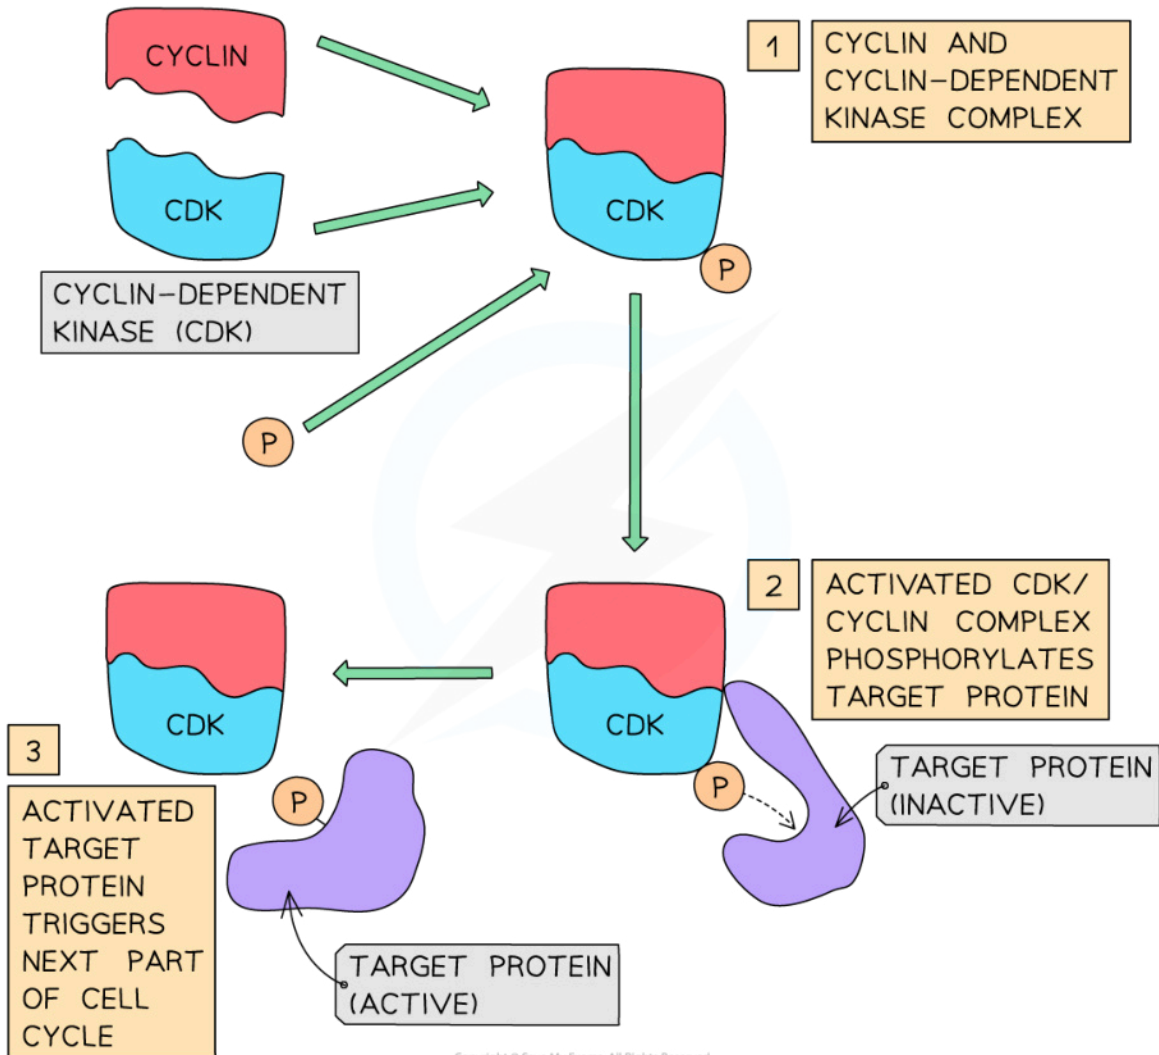 CYCLIN
CDK
CYCLIN-DEPENDENT
KINASE (CDK)
P
CDK
P
1
CYCLIN AND
CYCLIN-DEPENDENT
KINASE COMPLEX
2
ACTIVATED CDK/
CYCLIN COMPLEX
PHOSPHORYLATES
TARGET PROTEIN
CDK
P
TARGET PROTEIN
(INACTIVE)
CDK
P
3
ACTIVATED
TARGET
PROTEIN
TRIGGERS
NEXT PART
OF CELL
CYCLE
TARGET PROTEIN
(ACTIVE)